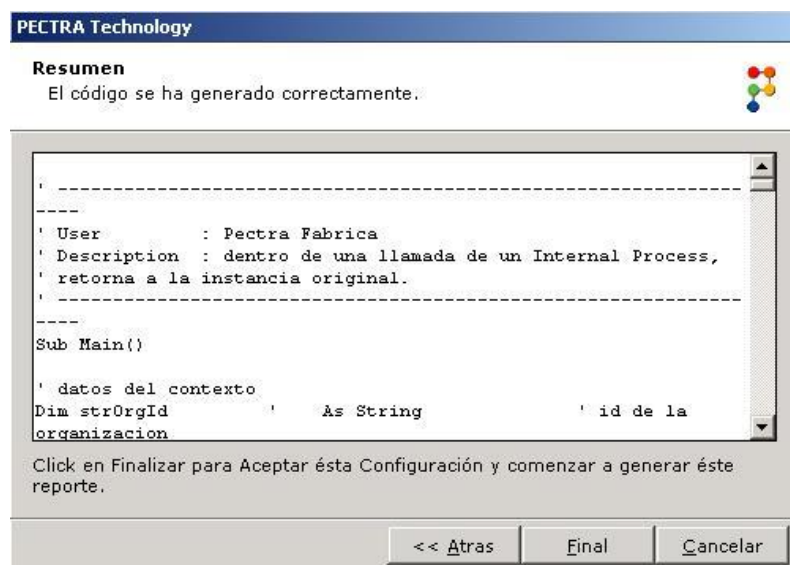 PECTRA Technology
Resumen
El código se ha generado correctamente.
' --------------------------------------------------------------
----
' User         : Pectra Fabrica
' Description  : dentro de una llamada de un Internal Process,
' retorna a la instancia original.
' --------------------------------------------------------------
----
Sub Main()
' datos del contexto
Dim strOrgId         '    As String              ' id de la
organizacion
Click en Finalizar para Aceptar ésta Configuración y comenzar a generar éste
reporte.
<< Atras
Final
Cancelar